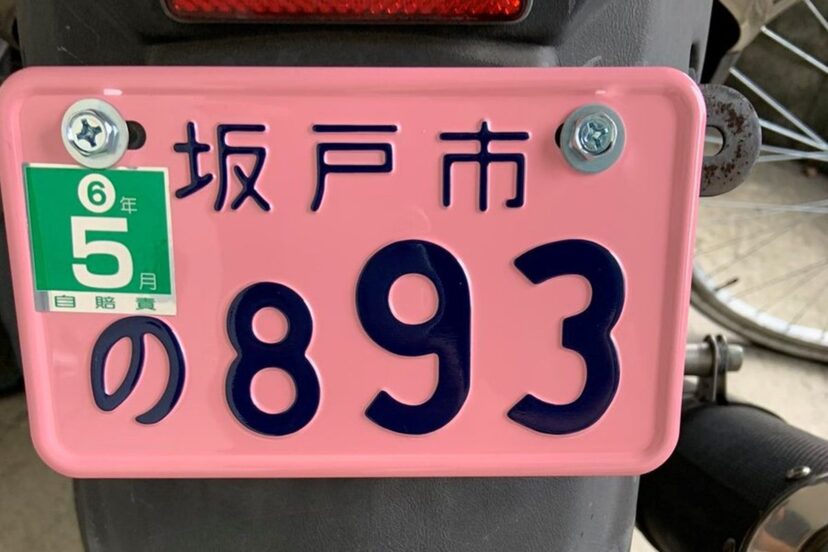 坂戸市
6年
5月
自賠責
の893